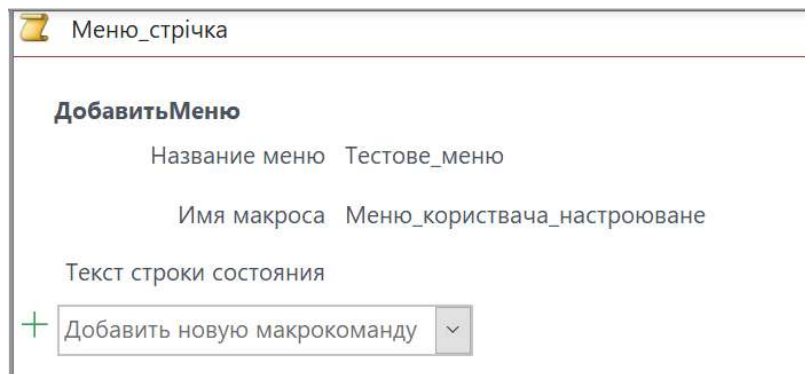 Меню_стрічка
ДобавитьМеню
Название меню Тестове_меню
Имя макроса Меню_користвача_настроюване
Текст строки состояния
Добавить новую макрокоманду